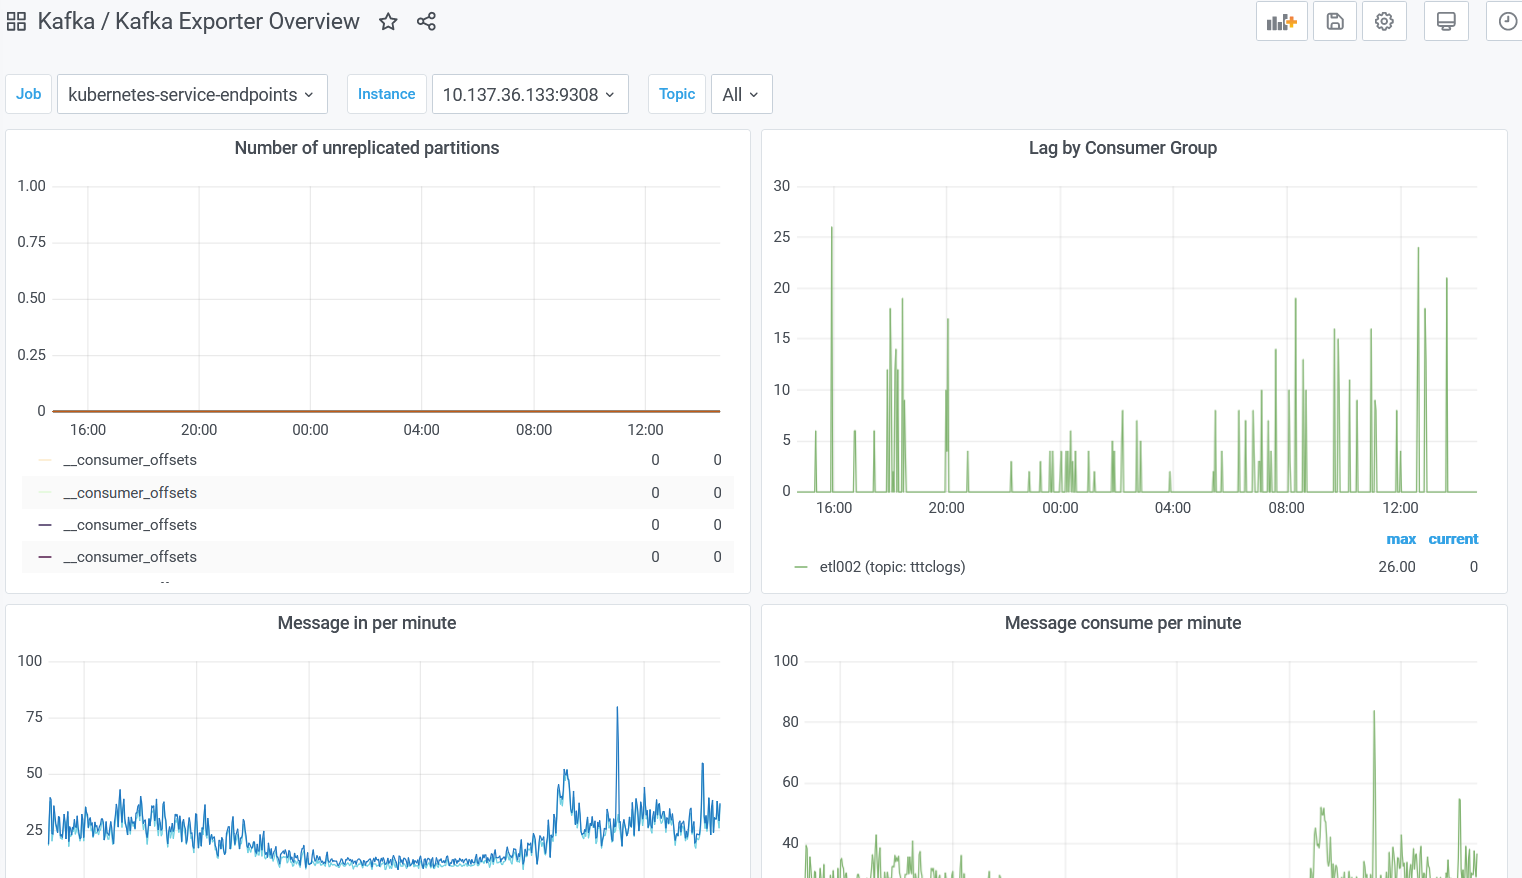 Kafka / Kafka Exporter Overview
Job kubernetes-service-endpoints Instance 10.137.36.133:9308 Topic All
Number of unreplicated partitions
1.00
0.75
0.50
0.25
0
16:00 20:00 00:00 04:00 08:00 12:00
__consumer_offsets 0 0
__consumer_offsets 0 0
__consumer_offsets 0 0
__consumer_offsets 0 0
Lag by Consumer Group
30
25
20
15
10
5
0
16:00 20:00 00:00 04:00 08:00 12:00
max current
etl002 (topic: tttclogs) 26.00 0
Message in per minute
100
75
50
25
Message consume per minute
100
80
60
40